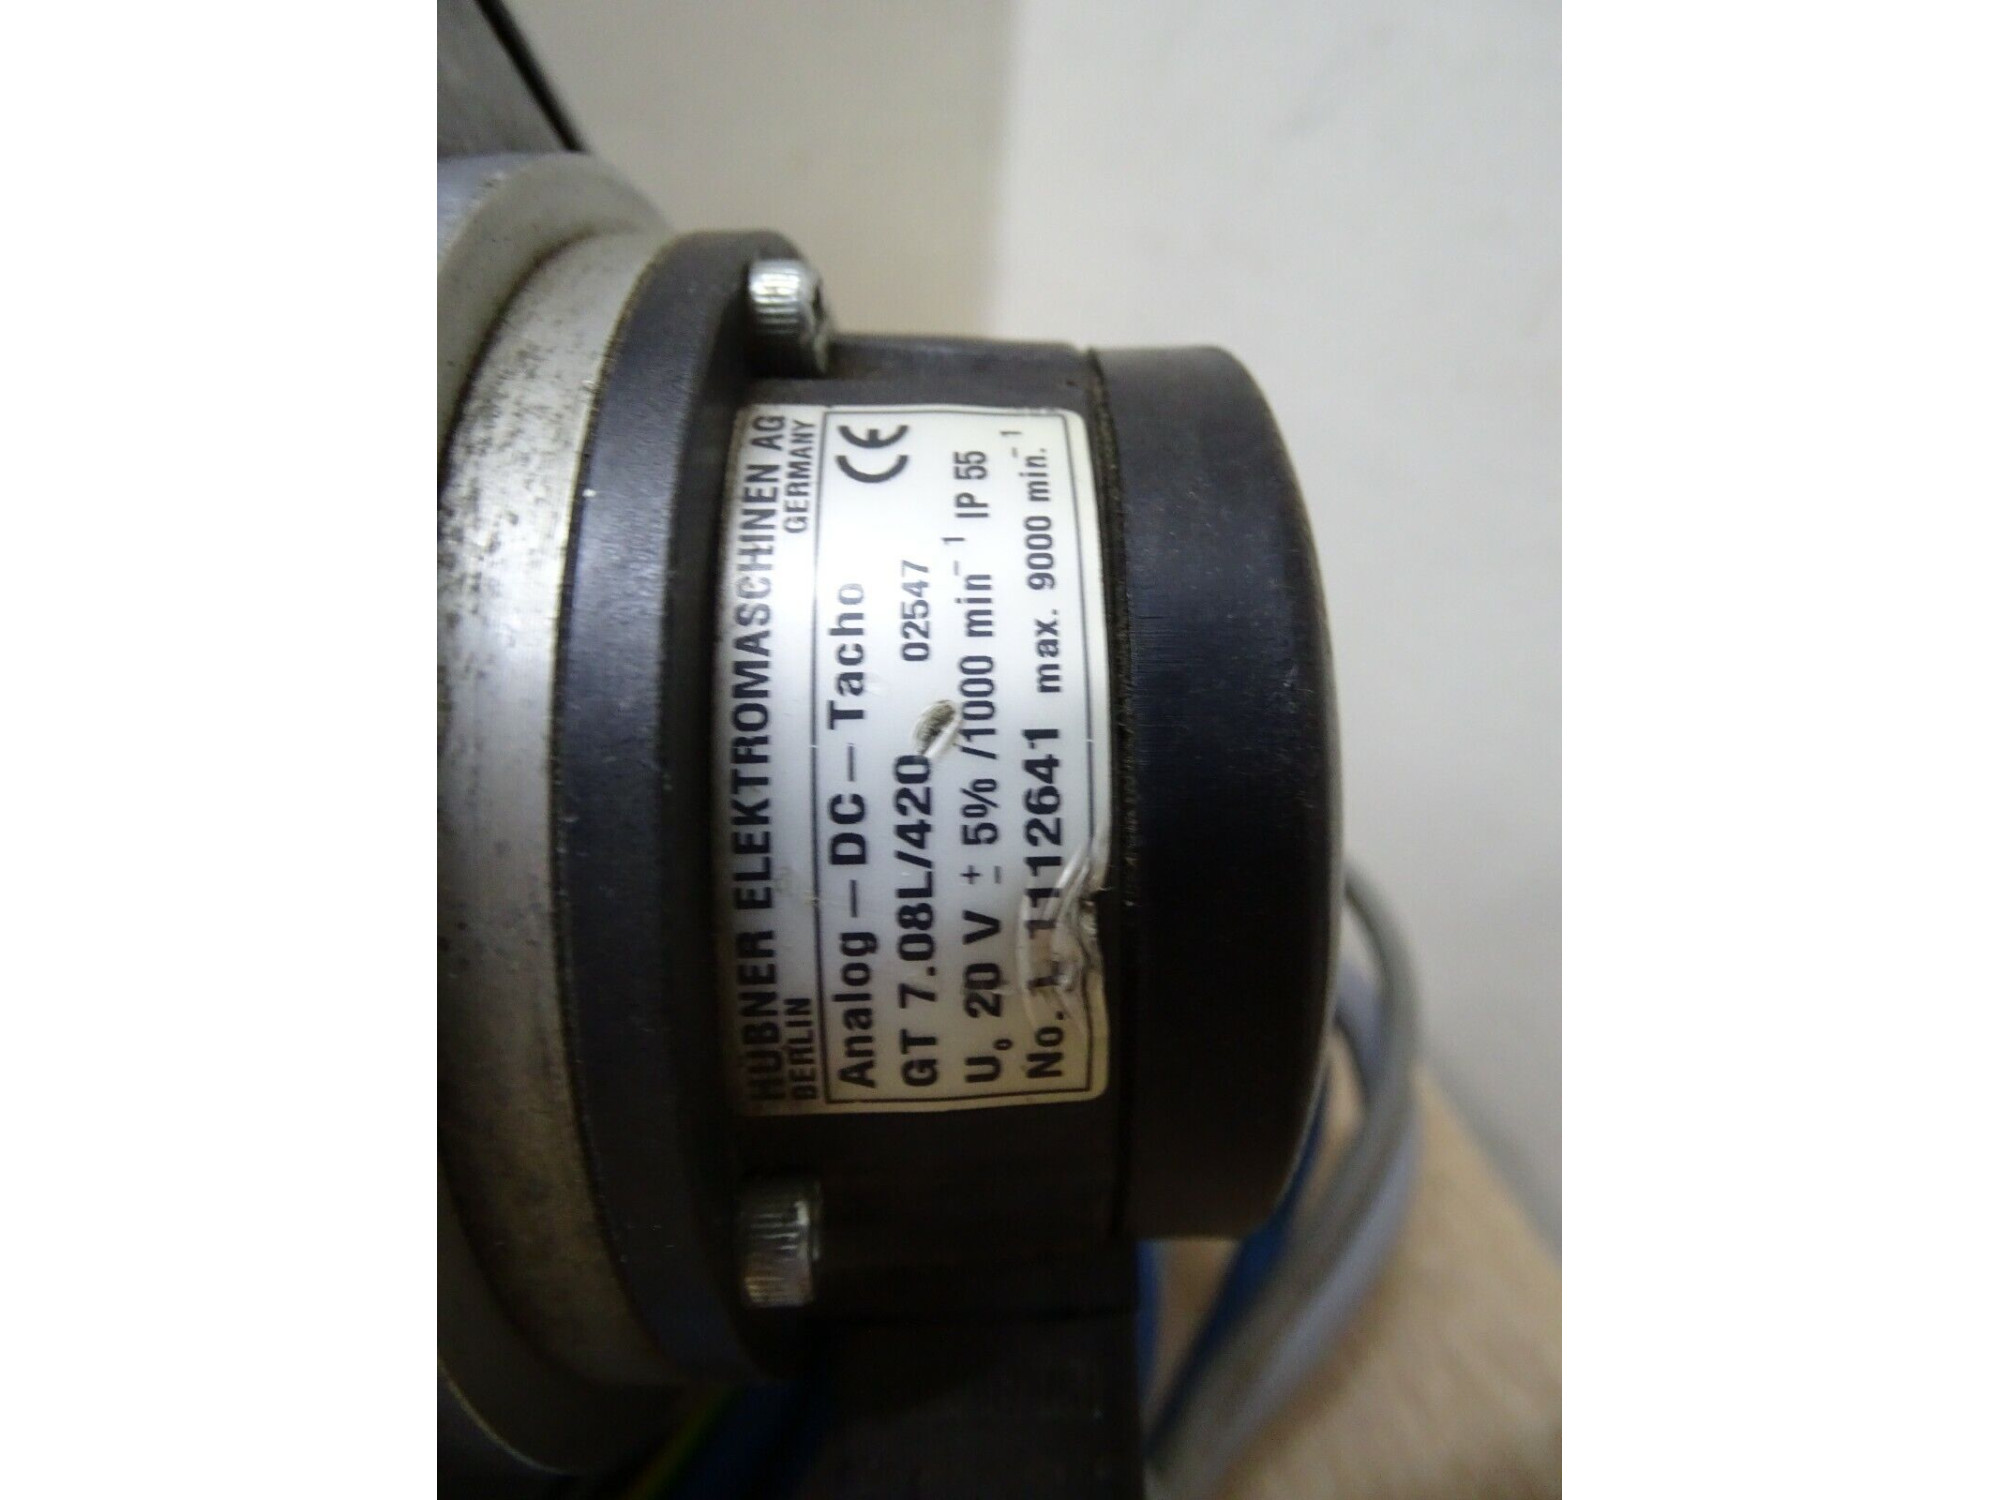 HÜBNER ELEKTROMASCHINEN AG
BERLIN GERMANY
Analog-DC-Tacho CE
GT 7.08L/420 02547
U₀ 20 V ± 5% /1000 min⁻¹ IP 55
No. 1112641 max. 9000 min.⁻¹